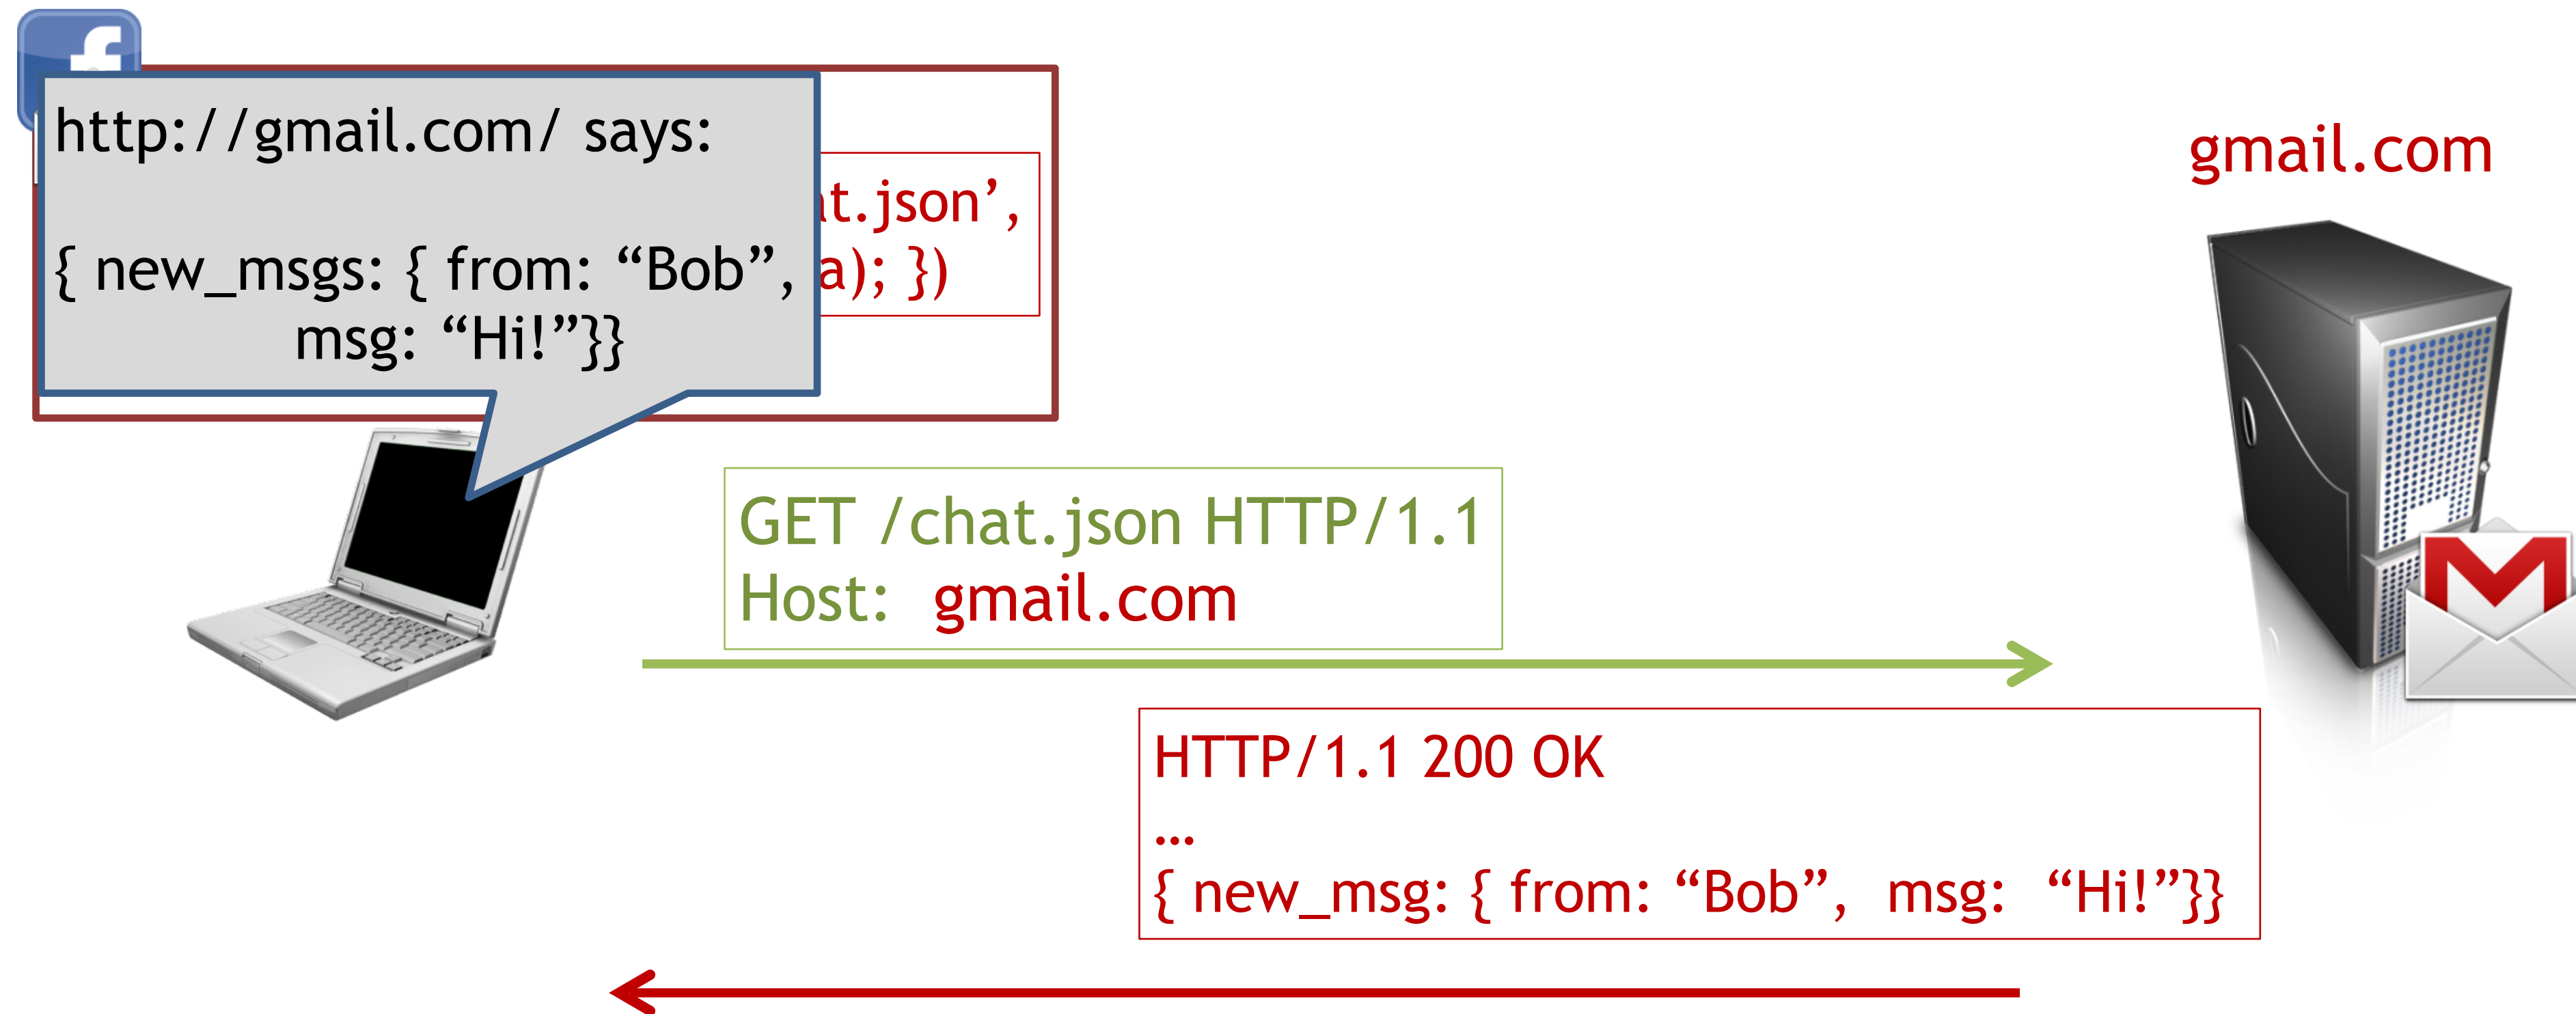 http://gmail.com/ says:
{ new_msgs: { from: “Bob”,
msg: “Hi!”}}
t.json’,
a); })
gmail.com
GET /chat.json HTTP/1.1
Host: gmail.com
HTTP/1.1 200 OK
…
{ new_msg: { from: “Bob”, msg: “Hi!”}}